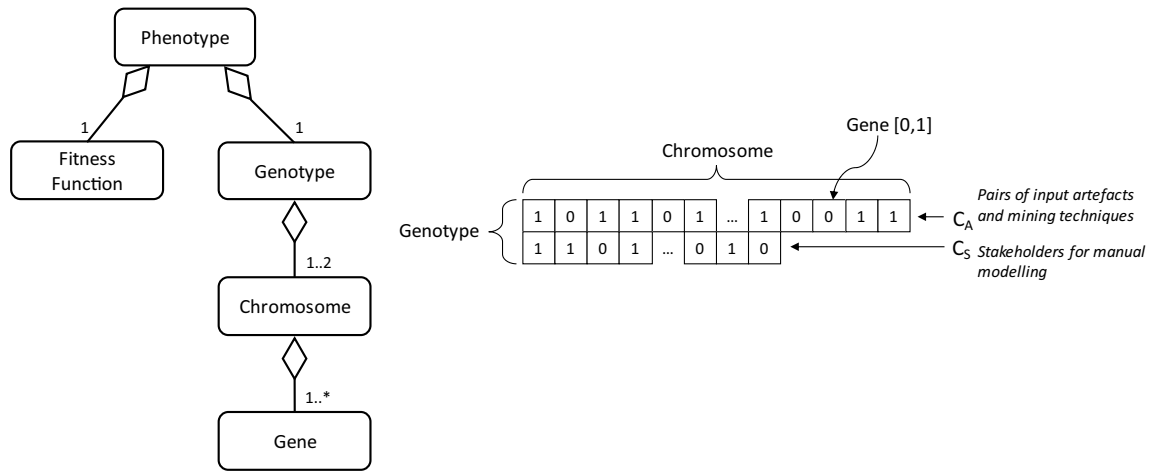 Phenotype
1
1
Fitness
Function
Genotype
1..2
Chromosome
1..*
Gene
Gene [0,1]
Chromosome
Genotype
1 0 1 1 0 1 ... 1 0 0 1 1
C_A Pairs of input artefacts
and mining techniques
1 1 0 1 ... 0 1 0
C_S Stakeholders for manual
modelling